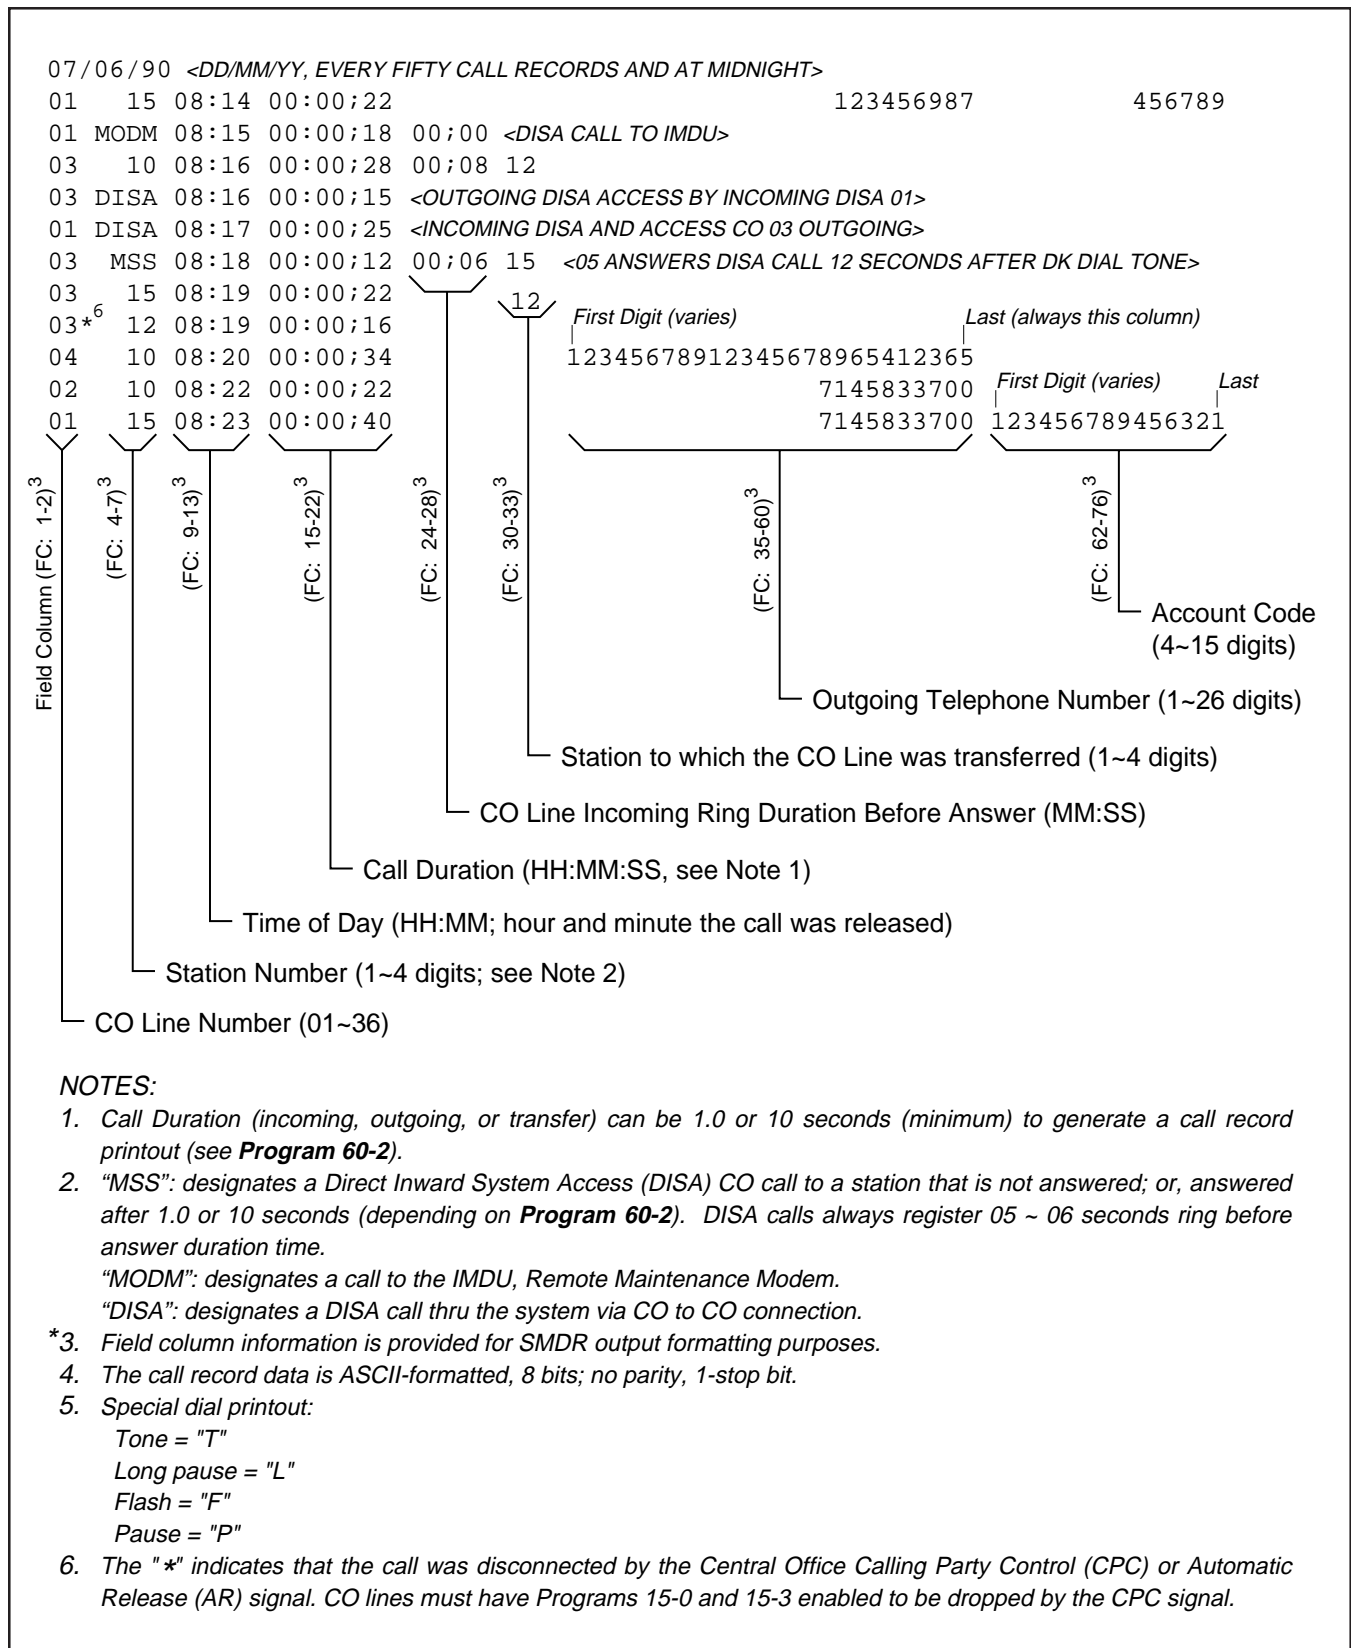 07/06/90 <DD/MM/YY, EVERY FIFTY CALL RECORDS AND AT MIDNIGHT>
01 15 08:14 00:00;22 123456987 456789
01 MODM 08:15 00:00;18 00;00 <DISA CALL TO IMDU>
03 10 08:16 00:00;28 00;08 12
03 DISA 08:16 00:00;15 <OUTGOING DISA ACCESS BY INCOMING DISA 01>
01 DISA 08:17 00:00;25 <INCOMING DISA AND ACCESS CO 03 OUTGOING>
03 MSS 08:18 00:00;12 00;06 15 <05 ANSWERS DISA CALL 12 SECONDS AFTER DK DIAL TONE>
03 15 08:19 00:00;22 12
03*6 12 08:19 00:00;16 First Digit (varies) Last (always this column)
04 10 08:20 00:00;34 12345678912345678965412365
02 10 08:22 00:00;22 7145833700 First Digit (varies) Last
01 15 08:23 00:00;40 7145833700 123456789456321
Field Column (FC: 1-2)3
(FC: 4-7)3
(FC: 9-13)3
(FC: 15-22)3
(FC: 24-28)3
(FC: 30-33)3
(FC: 35-60)3
(FC: 62-76)3
Account Code
(4~15 digits)
Outgoing Telephone Number (1~26 digits)
Station to which the CO Line was transferred (1~4 digits)
CO Line Incoming Ring Duration Before Answer (MM:SS)
Call Duration (HH:MM:SS, see Note 1)
Time of Day (HH:MM; hour and minute the call was released)
Station Number (1~4 digits; see Note 2)
CO Line Number (01~36)
NOTES:
1. Call Duration (incoming, outgoing, or transfer) can be 1.0 or 10 seconds (minimum) to generate a call record
printout (see Program 60-2).
2. “MSS”: designates a Direct Inward System Access (DISA) CO call to a station that is not answered; or, answered
after 1.0 or 10 seconds (depending on Program 60-2). DISA calls always register 05 ~ 06 seconds ring before
answer duration time.
“MODM”: designates a call to the IMDU, Remote Maintenance Modem.
“DISA”: designates a DISA call thru the system via CO to CO connection.
*3. Field column information is provided for SMDR output formatting purposes.
4. The call record data is ASCII-formatted, 8 bits; no parity, 1-stop bit.
5. Special dial printout:
Tone = "T"
Long pause = "L"
Flash = "F"
Pause = "P"
6. The "*" indicates that the call was disconnected by the Central Office Calling Party Control (CPC) or Automatic
Release (AR) signal. CO lines must have Programs 15-0 and 15-3 enabled to be dropped by the CPC signal.